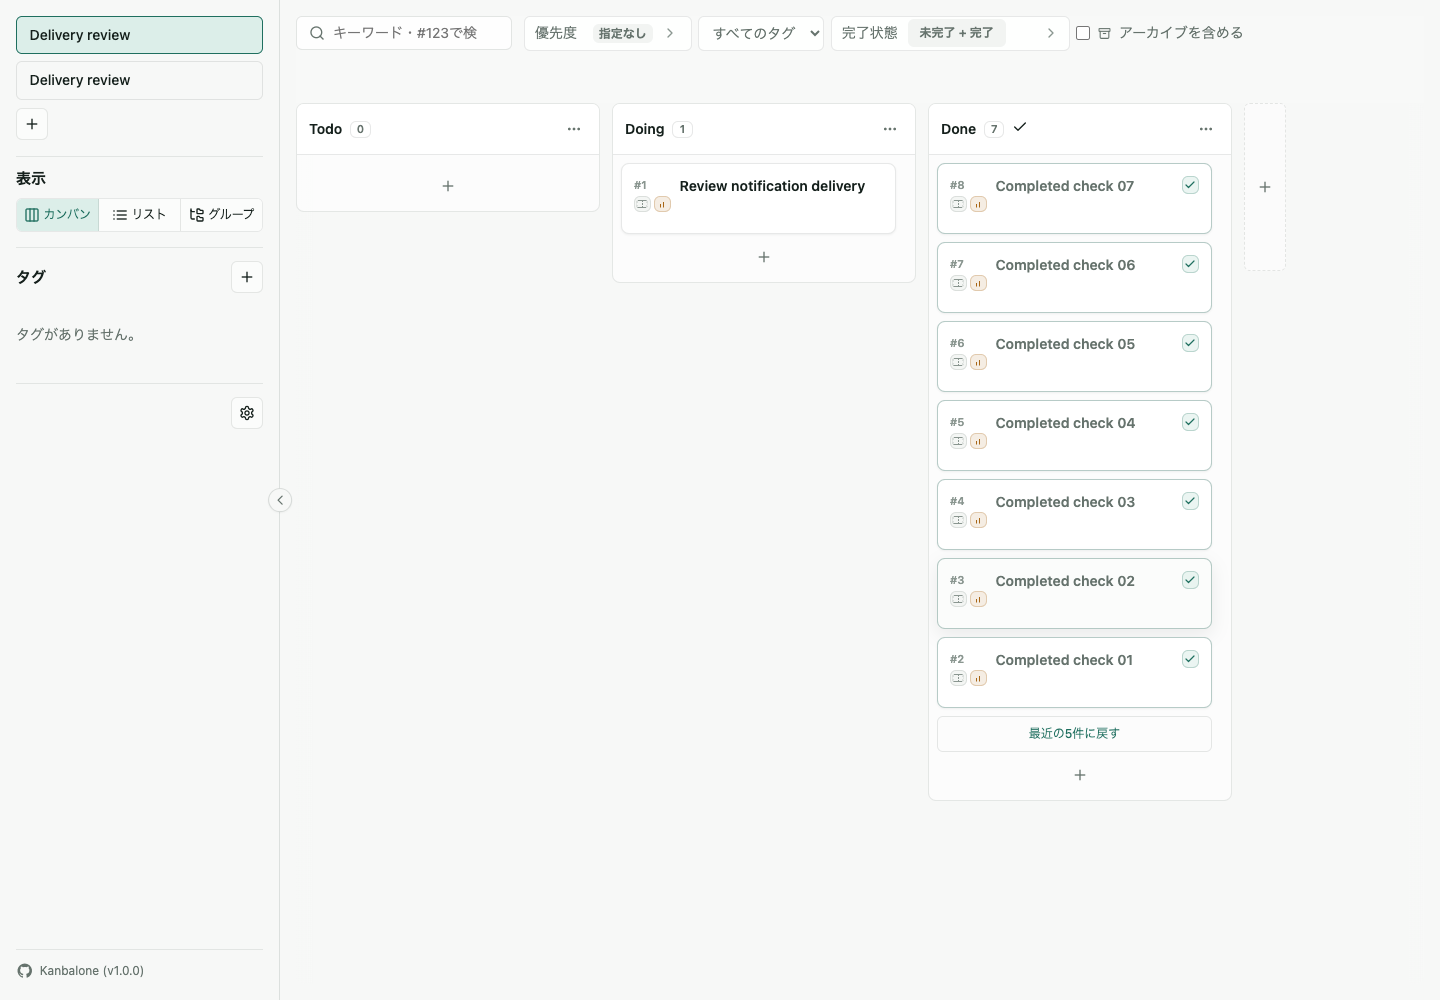 Delivery review
Delivery review
表示
カンバン
リスト
グループ
タグ
タグがありません。
Kanbalone (v1.0.0)
キーワード・#123で検
優先度
指定なし
すべてのタグ
完了状態
未完了 + 完了
アーカイブを含める
Todo 0
Doing 1
#1 Review notification delivery
Done 7
#8 Completed check 07
#7 Completed check 06
#6 Completed check 05
#5 Completed check 04
#4 Completed check 03
#3 Completed check 02
#2 Completed check 01
最近の5件に戻す